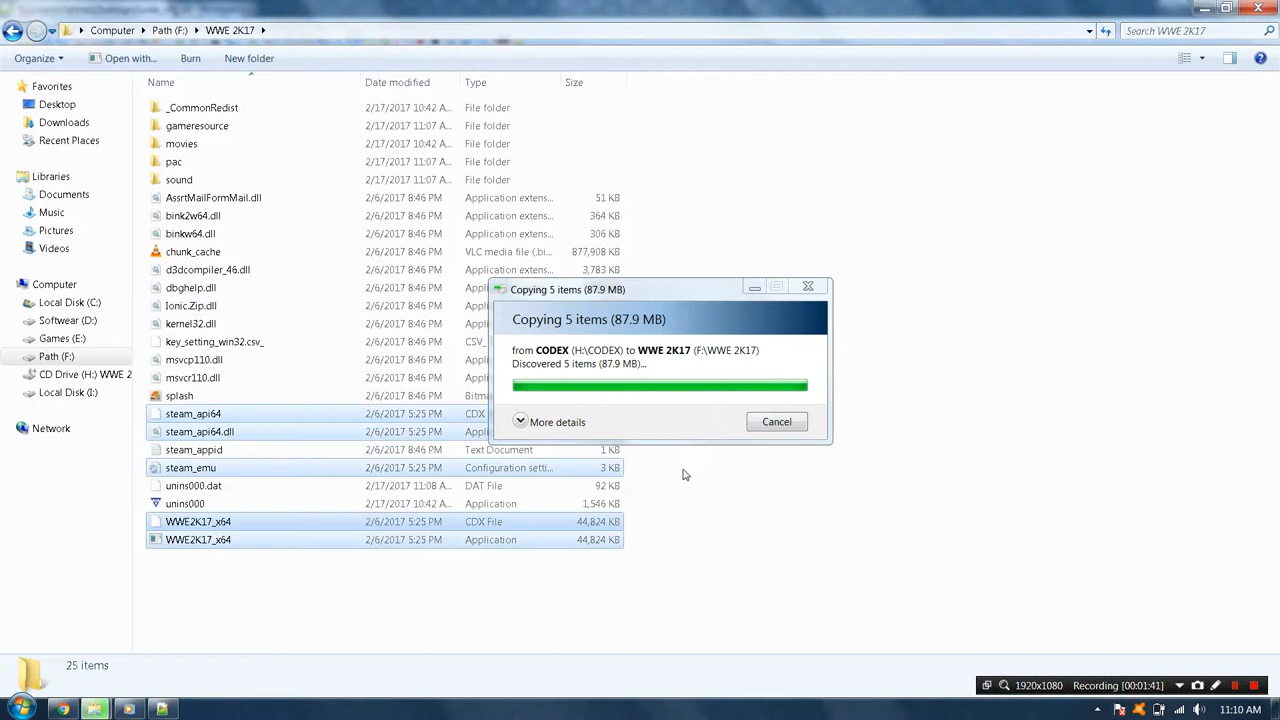 Computer Path (F:) WWE 2K17 Search WWE 2K17
Organize Open with... Burn New folder
Name Date modified Type Size
Favorites
Desktop
Downloads
Recent Places
Libraries
Documents
Music
Pictures
Videos
Computer
Local Disk (C:)
Softwear (D:)
Games (E:)
Path (F:)
CD Drive (H:) WWE 2
Local Disk (I:)
Network
_CommonRedist 2/17/2017 10:42 A... File folder
gameresource 2/17/2017 11:07 A... File folder
movies 2/17/2017 10:42 A... File folder
pac 2/17/2017 11:07 A... File folder
sound 2/17/2017 11:07 A... File folder
AssrtMailFormMail.dll 2/6/2017 8:46 PM Application extens... 51 KB
bink2w64.dll 2/6/2017 8:46 PM Application extens... 364 KB
binkw64.dll 2/6/2017 8:46 PM Application extens... 306 KB
chunk_cache 2/6/2017 8:46 PM VLC media file (.bi... 877,908 KB
d3dcompiler_46.dll 2/6/2017 8:46 PM Application extens... 3,783 KB
dbghelp.dll 2/6/2017 8:46 PM
Ionic.Zip.dll 2/6/2017 8:46 PM
kernel32.dll 2/6/2017 8:46 PM
key_setting_win32.csv_ 2/6/2017 8:46 PM CSV_
msvcp110.dll 2/6/2017 8:46 PM
msvcr110.dll 2/6/2017 8:46 PM
splash 2/6/2017 8:46 PM
steam_api64 2/6/2017 5:25 PM CDX
steam_api64.dll 2/6/2017 5:25 PM
steam_appid 2/6/2017 8:46 PM Text Document 1 KB
steam_emu 2/6/2017 5:25 PM Configuration setti... 3 KB
unins000.dat 2/17/2017 11:08 A... DAT File 92 KB
unins000 2/17/2017 10:42 A... Application 1,546 KB
WWE2K17_x64 2/6/2017 5:25 PM CDX File 44,824 KB
WWE2K17_x64 2/6/2017 5:25 PM Application 44,824 KB
Copying 5 items (87.9 MB)
Copying 5 items (87.9 MB)
from CODEX (H:\CODEX) to WWE 2K17 (F:\WWE 2K17)
Discovered 5 items (87.9 MB)...
More details Cancel
25 items
1920x1080 Recording [00:01:41]
11:10 AM